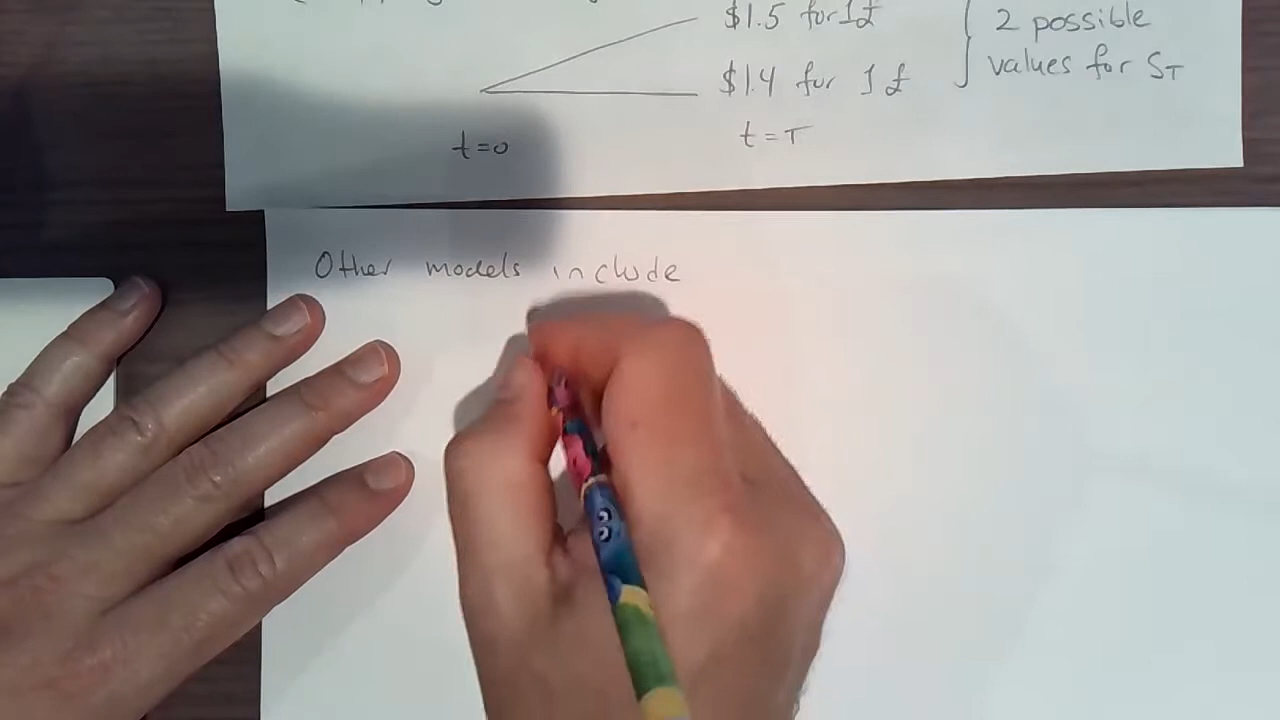 $1.5 for 1£
$1.4 for 1£
2 possible
values for S_T
t=0
t=T
Other models include